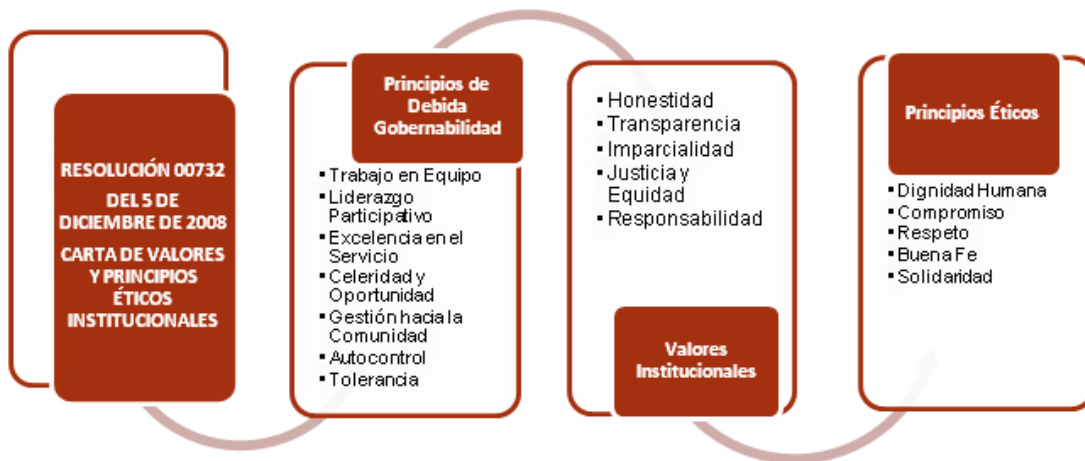 RESOLUCIÓN 00732
DEL 5 DE
DICIEMBRE DE 2008
CARTA DE VALORES
Y PRINCIPIOS
ÉTICOS
INSTITUCIONALES
Principios de
Debida
Gobernabilidad
▪ Trabajo en Equipo
▪ Liderazgo
Participativo
▪ Excelencia en el
Servicio
▪ Celeridad y
Oportunidad
▪ Gestión hacia la
Comunidad
▪ Autocontrol
▪ Tolerancia
▪ Honestidad
▪ Transparencia
▪ Imparcialidad
▪ Justicia y
Equidad
▪ Responsabilidad
Valores
Institucionales
Principios Éticos
▪ Dignidad Humana
▪ Compromiso
▪ Respeto
▪ Buena Fe
▪ Solidaridad